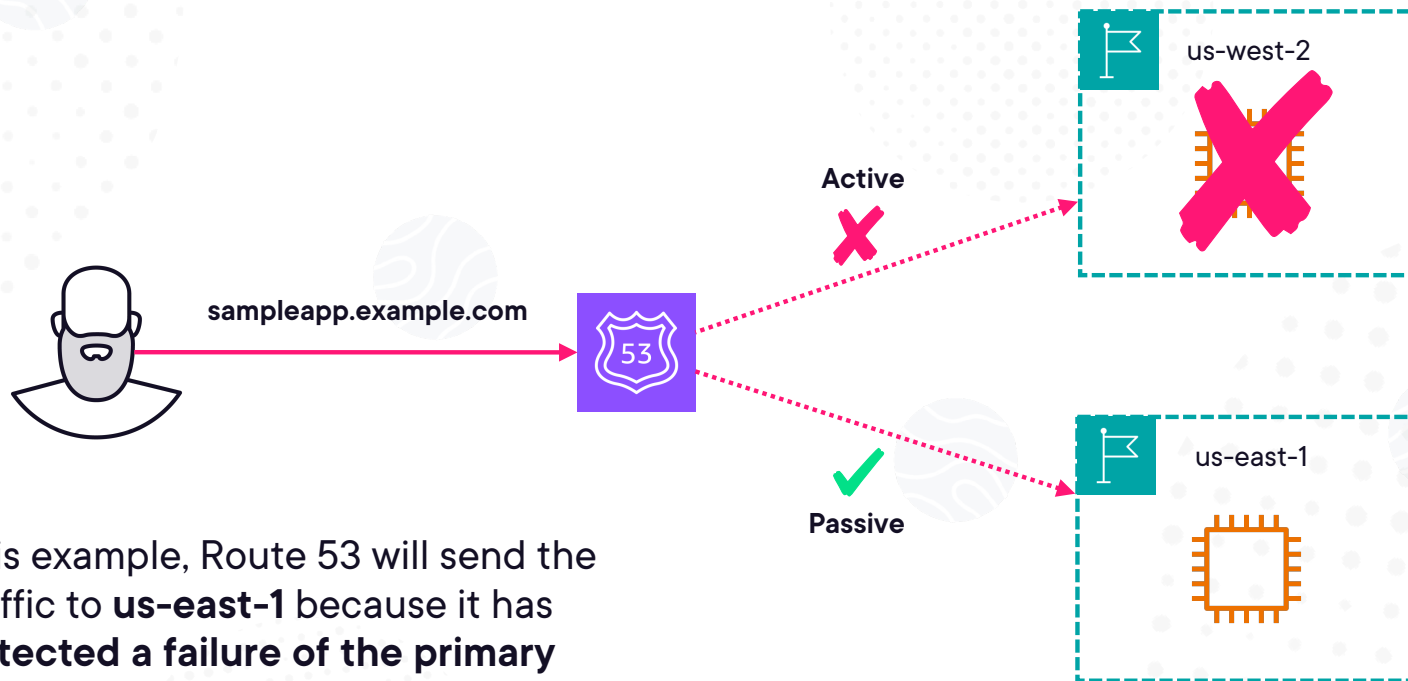 us-west-2
Active
sampleapp.example.com
53
us-east-1
Passive
is example, Route 53 will send the
ffic to us-east-1 because it has
tected a failure of the primary